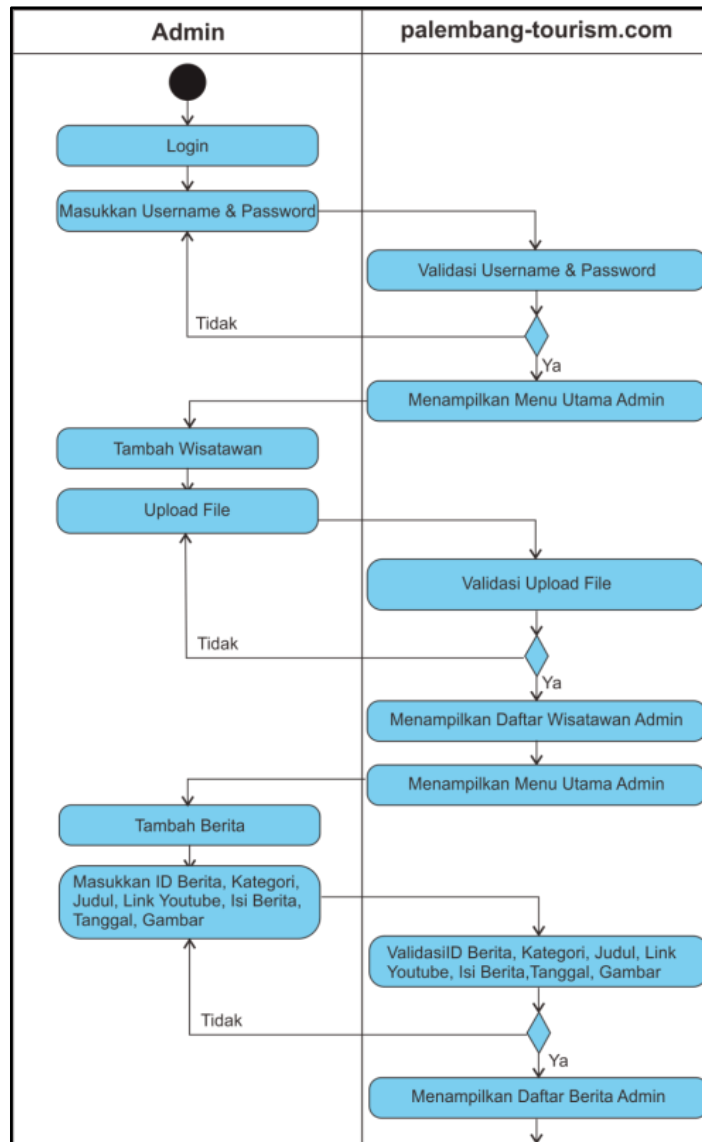 Admin
palembang-tourism.com
Login
Masukkan Username & Password
Validasi Username & Password
Tidak
Ya
Menampilkan Menu Utama Admin
Tambah Wisatawan
Upload File
Validasi Upload File
Tidak
Ya
Menampilkan Daftar Wisatawan Admin
Menampilkan Menu Utama Admin
Tambah Berita
Masukkan ID Berita, Kategori,
Judul, Link Youtube, Isi Berita,
Tanggal, Gambar
ValidasiID Berita, Kategori, Judul, Link
Youtube, Isi Berita,Tanggal, Gambar
Tidak
Ya
Menampilkan Daftar Berita Admin